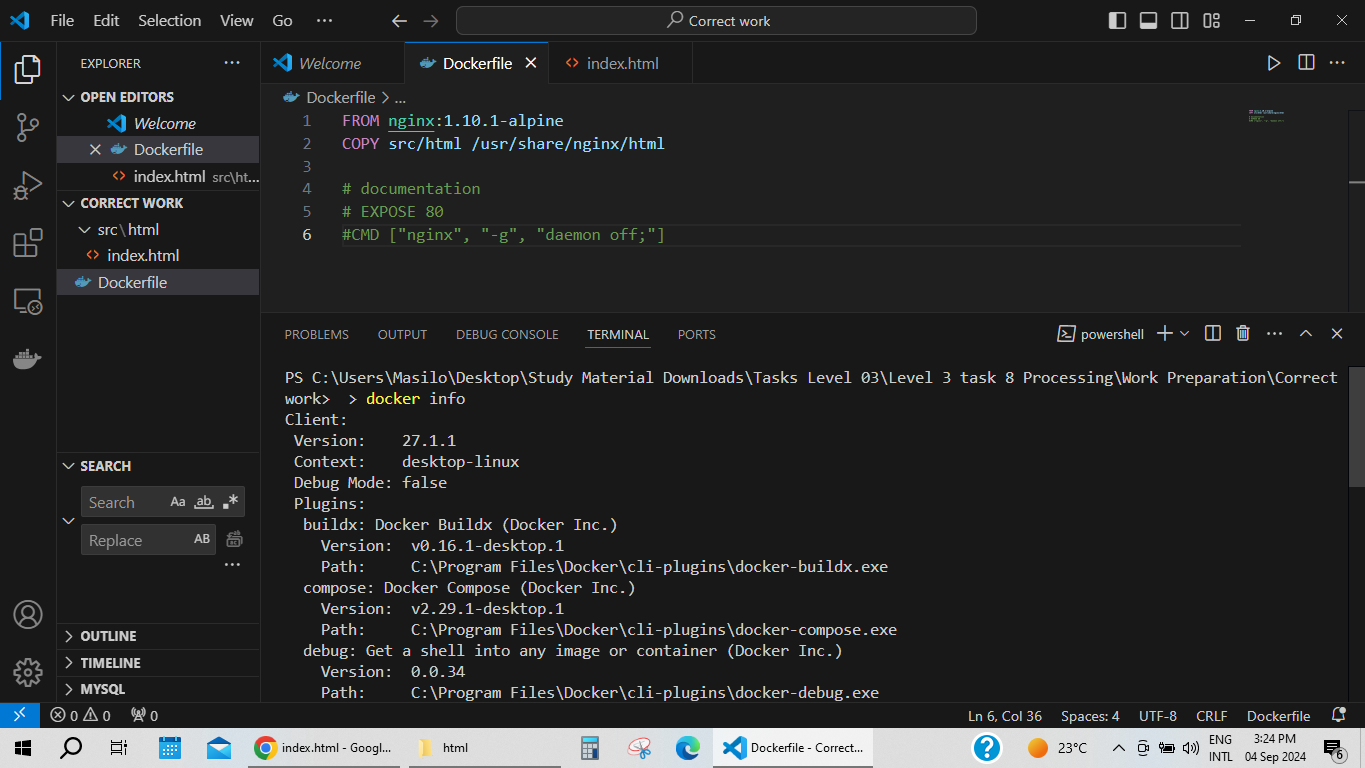 File Edit Selection View Go ··· Correct work
EXPLORER ···
OPEN EDITORS
Welcome
Dockerfile
index.html src\ht...
CORRECT WORK
src\html
index.html
Dockerfile
SEARCH
Search Aa ab .*
Replace AB
···
OUTLINE
TIMELINE
MYSQL
Welcome Dockerfile index.html ···
Dockerfile > ...
1 FROM nginx:1.10.1-alpine
2 COPY src/html /usr/share/nginx/html
3
4 # documentation
5 # EXPOSE 80
6 #CMD ["nginx", "-g", "daemon off;"]
PROBLEMS OUTPUT DEBUG CONSOLE TERMINAL PORTS powershell ···
PS C:\Users\Masilo\Desktop\Study Material Downloads\Tasks Level 03\Level 3 task 8 Processing\Work Preparation\Correct
work>  > docker info
Client:
 Version:    27.1.1
 Context:    desktop-linux
 Debug Mode: false
 Plugins:
  buildx: Docker Buildx (Docker Inc.)
    Version:  v0.16.1-desktop.1
    Path:     C:\Program Files\Docker\cli-plugins\docker-buildx.exe
  compose: Docker Compose (Docker Inc.)
    Version:  v2.29.1-desktop.1
    Path:     C:\Program Files\Docker\cli-plugins\docker-compose.exe
  debug: Get a shell into any image or container (Docker Inc.)
    Version:  0.0.34
    Path:     C:\Program Files\Docker\cli-plugins\docker-debug.exe
0 0 0 Ln 6, Col 36 Spaces: 4 UTF-8 CRLF Dockerfile
index.html - Googl... html Dockerfile - Correct... ? 23°C ENG 3:24 PM
INTL 04 Sep 2024 6